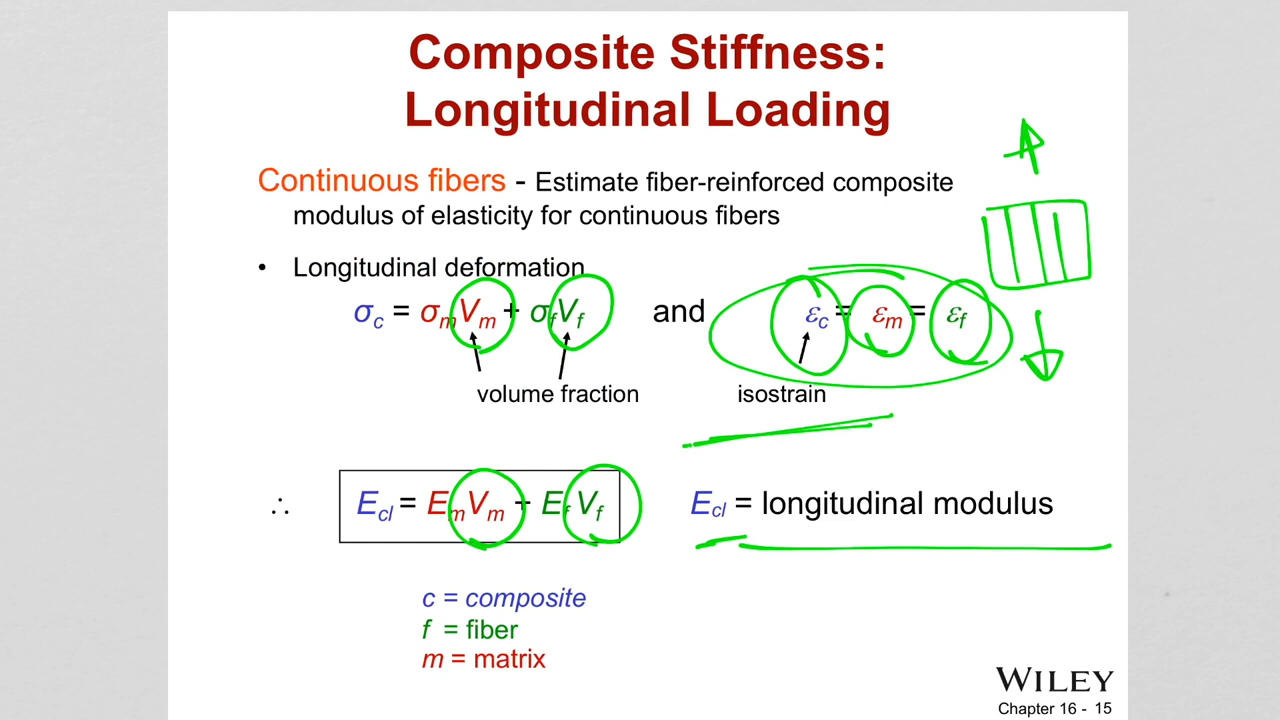 Composite Stiffness:
Longitudinal Loading
Continuous fibers - Estimate fiber-reinforced composite
modulus of elasticity for continuous fibers
• Longitudinal deformation
σc = σmVm + σfVf and εc = εm = εf
volume fraction isostrain
∴ Ecl = EmVm + EfVf Ecl = longitudinal modulus
c = composite
f = fiber
m = matrix
WILEY
Chapter 16 - 15